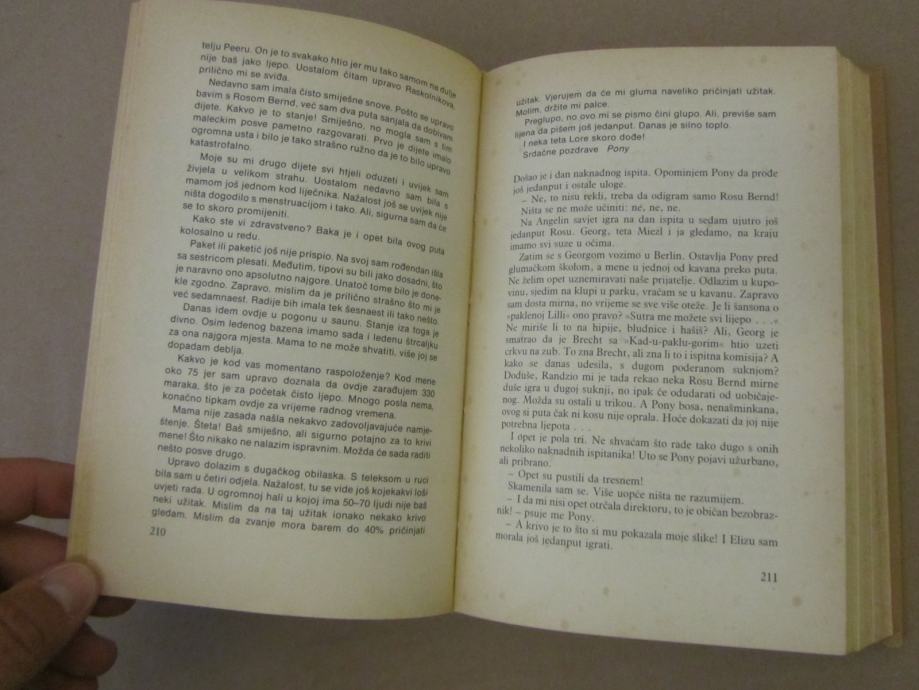 telju Peeru. On je to svakako htio jer mu tako samom na dulje
nije baš jako ljepo. Uostalom čitam upravo Raskolnikova,
prilično mi se sviđa.
Nedavno sam imala čisto smiješne snove. Pošto se upravo
bavim s Rosom Bernd, već sam dva puta sanjala da dobivam
dijete. Kakvo je to stanje! Smiješno, no mogla sam s tim
maleckim posve pametno razgovarati. Prvo je dijete imalo
ogromna usta i bilo je tako strašno ružno da je to bilo upravo
katastrofalno.
Moje su mi drugo dijete svi htjeli oduzeti i uvijek sam
živjela u velikom strahu. Uostalom nedavno sam bila s
mamom još jednom kod liječnika. Nažalost još se uvijek nije
ništa dogodilo s menstruacijom i tako. Ali, sigurna sam da će
se to skoro promijeniti.
Kako ste vi zdravstveno? Baka je i opet bila ovog puta
kolosalno u redu.
Paket ili paketić još nije prispio. Na svoj sam rođendan išla
sa sestricom plesati. Međutim, tipovi su bili jako dosadni, što
je naravno ono apsolutno najgore. Unatoč tome bilo je done-
kle zgodno. Zapravo, mislim da je prilično strašno što mi je
već sedamnaest. Radije bih imala tek šesnaest ili tako nešto.
Danas idem ovdje u pogonu u saunu. Stanje iza toga je
divno. Osim ledenog bazena imamo sada i ledenu štrcaljku
za ona najgora mjesta. Mama to ne može shvatiti, više joj se
dopadam deblja.
Kakvo je kod vas momentano raspoloženje? Kod mene
oko 75 jer sam upravo doznala da ovdje zarađujem 330
maraka, što je za početak čisto ljepo. Mnogo posla nema,
konačno tipkam ovdje za vrijeme radnog vremena.
Mama nije zasada našla nekakvo zadovoljavajuće namje-
štenje. Šteta! Baš smiješno, ali sigurno potajno za to krivi
mene! Što nikako ne nalazim ispravnim. Možda će sada raditi
nešto posve drugo.
Upravo dolazim s dugačkog obilaska. S teleksom u ruci
bila sam u četiri odjela. Nažalost, tu se vide još kojekakvi loši
uvjeti rada. U ogromnoj hali u kojoj ima 50–70 ljudi nije baš
neki užitak. Mislim da na taj užitak ionako nekako krivo
gledam. Mislim da zvanje mora barem do 40% pričinjati
210
užitak. Vjerujem da će mi gluma naveliko pričinjati užitak.
Molim, držite mi palce.
Preglupo, no ovo mi se pismo čini glupo. Ali, previše sam
lijena da pišem još jedanput. Danas je silno toplo.
I neka teta Lore skoro dođe!
Srdačne pozdrave Pony
Došao je i dan naknadnog ispita. Opominjem Pony da prođe
još jedanput i ostale uloge.
– Ne, to nisu rekli, treba da odigram samo Rosu Bernd!
Ništa se ne može učiniti: ne, ne, ne.
Na Angelin savjet igra na dan ispita u sedam ujutro još
jedanput Rosu. Georg, teta Miezl i ja gledamo, na kraju
imamo svi suze u očima.
Zatim se s Georgom vozimo u Berlin. Ostavlja Pony pred
glumačkom školom, a mene u jednoj od kavana preko puta.
Ne želim opet uznemiravati naše prijatelje. Odlazim u kupo-
vinu, sjedim na klupi u parku, vraćam se u kavanu. Zapravo
sam dosta mirna, no vrijeme se sve više oteže. Je li šansona o
»paklenoj Lilli« ono pravo? »Sutra me možete svi lijepo . . .«
Ne miriše li to na hipije, bludnice i hašiš? Ali, Georg je
smatrao da je Brecht sa »Kad-u-paklu-gorim« htio uzeti
crkvu na zub. To zna Brecht, ali zna li to i ispitna komisija? A
kako se danas udesila, s dugom poderanom suknjom?
Doduše, Randzio mi je tada rekao neka Rosu Bernd mirne
duše igra u dugoj suknji, no ipak će odudarati od uobičaje-
nog. Možda su ostali u trikou. A Pony bosa, nenašminkana,
ovog si puta čak ni kosu nije oprala. Hoće dokazati da joj nije
potrebna ljepota . . .
I opet je pola tri. Ne shvaćam što rade tako dugo s onih
nekoliko naknadnih ispitanika! Uto se Pony pojavi užurbano,
ali pribrano.
– Opet su pustili da tresnem!
Skamenila sam se. Više uopće ništa ne razumijem.
– I da mi nisi opet otrčala direktoru, to je običan bezobraz-
nik! – psuje me Pony.
– A krivo je to što si mu pokazala moje slike! I Elizu sam
morala još jedanput igrati.
211